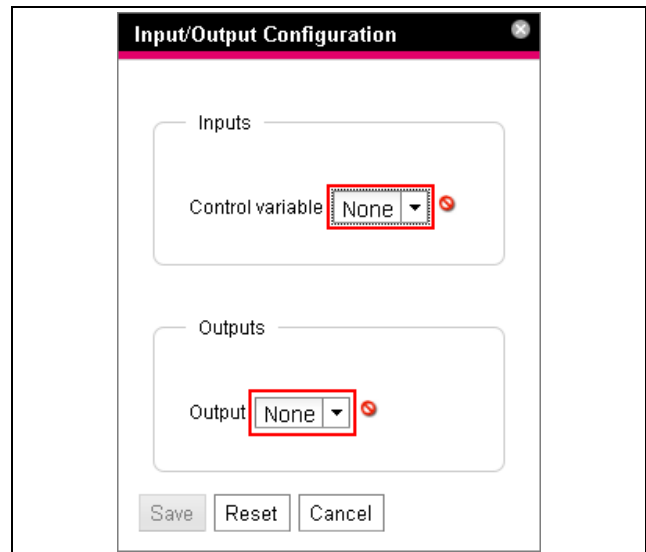 Input/Output Configuration
Inputs
Control variable None
Outputs
Output None
Save Reset Cancel